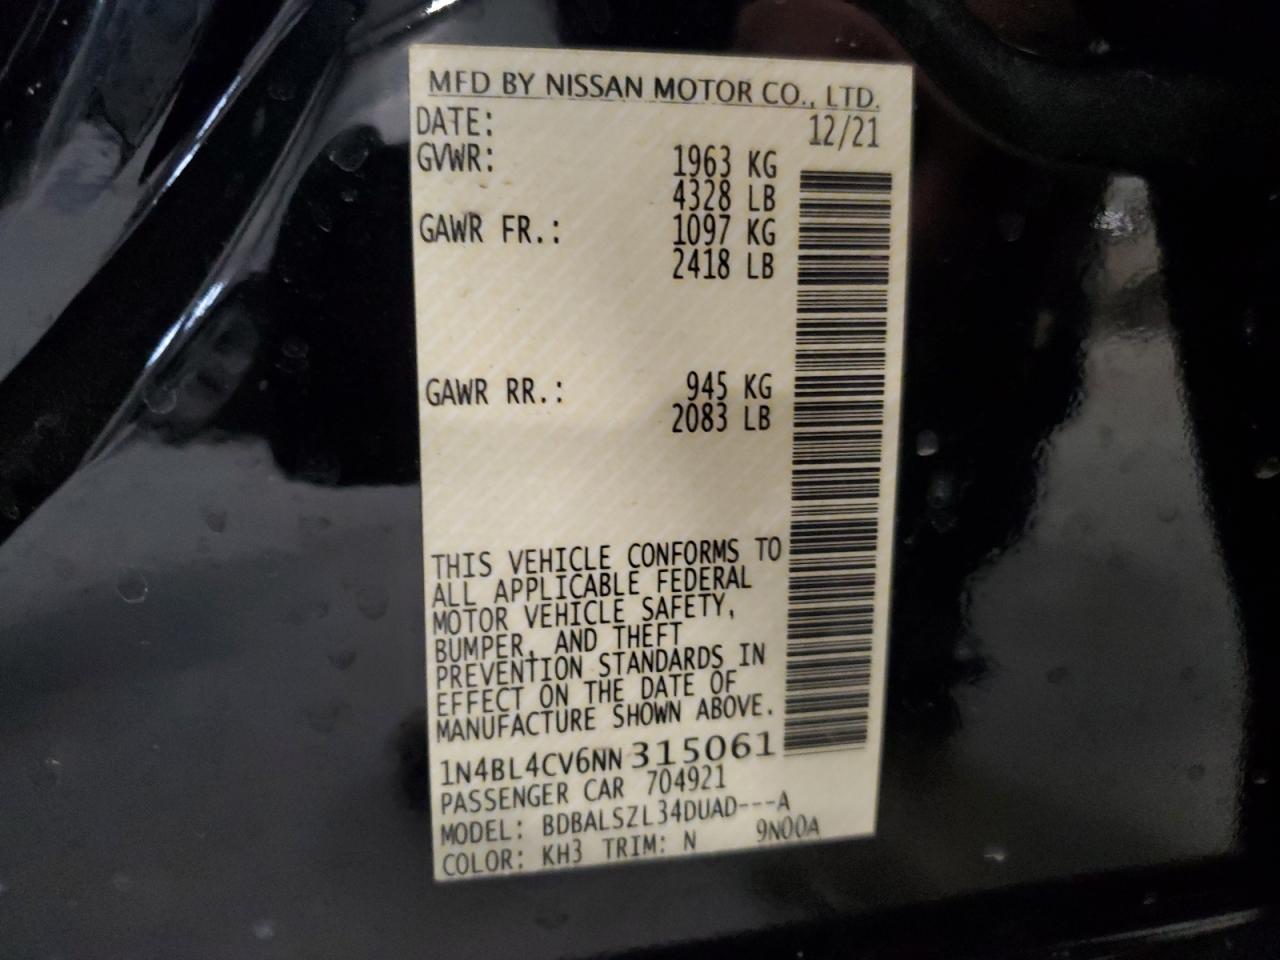 MFD BY NISSAN MOTOR CO., LTD.
DATE: 12/21
GVWR: 1963 KG
4328 LB
GAWR FR.: 1097 KG
2418 LB
GAWR RR.: 945 KG
2083 LB
THIS VEHICLE CONFORMS TO
ALL APPLICABLE FEDERAL
MOTOR VEHICLE SAFETY,
BUMPER, AND THEFT
PREVENTION STANDARDS IN
EFFECT ON THE DATE OF
MANUFACTURE SHOWN ABOVE.
1N4BL4CV6NN315061
PASSENGER CAR 704921
MODEL: BDBALSZL34DUAD---A
COLOR: KH3 TRIM: N 9N00A